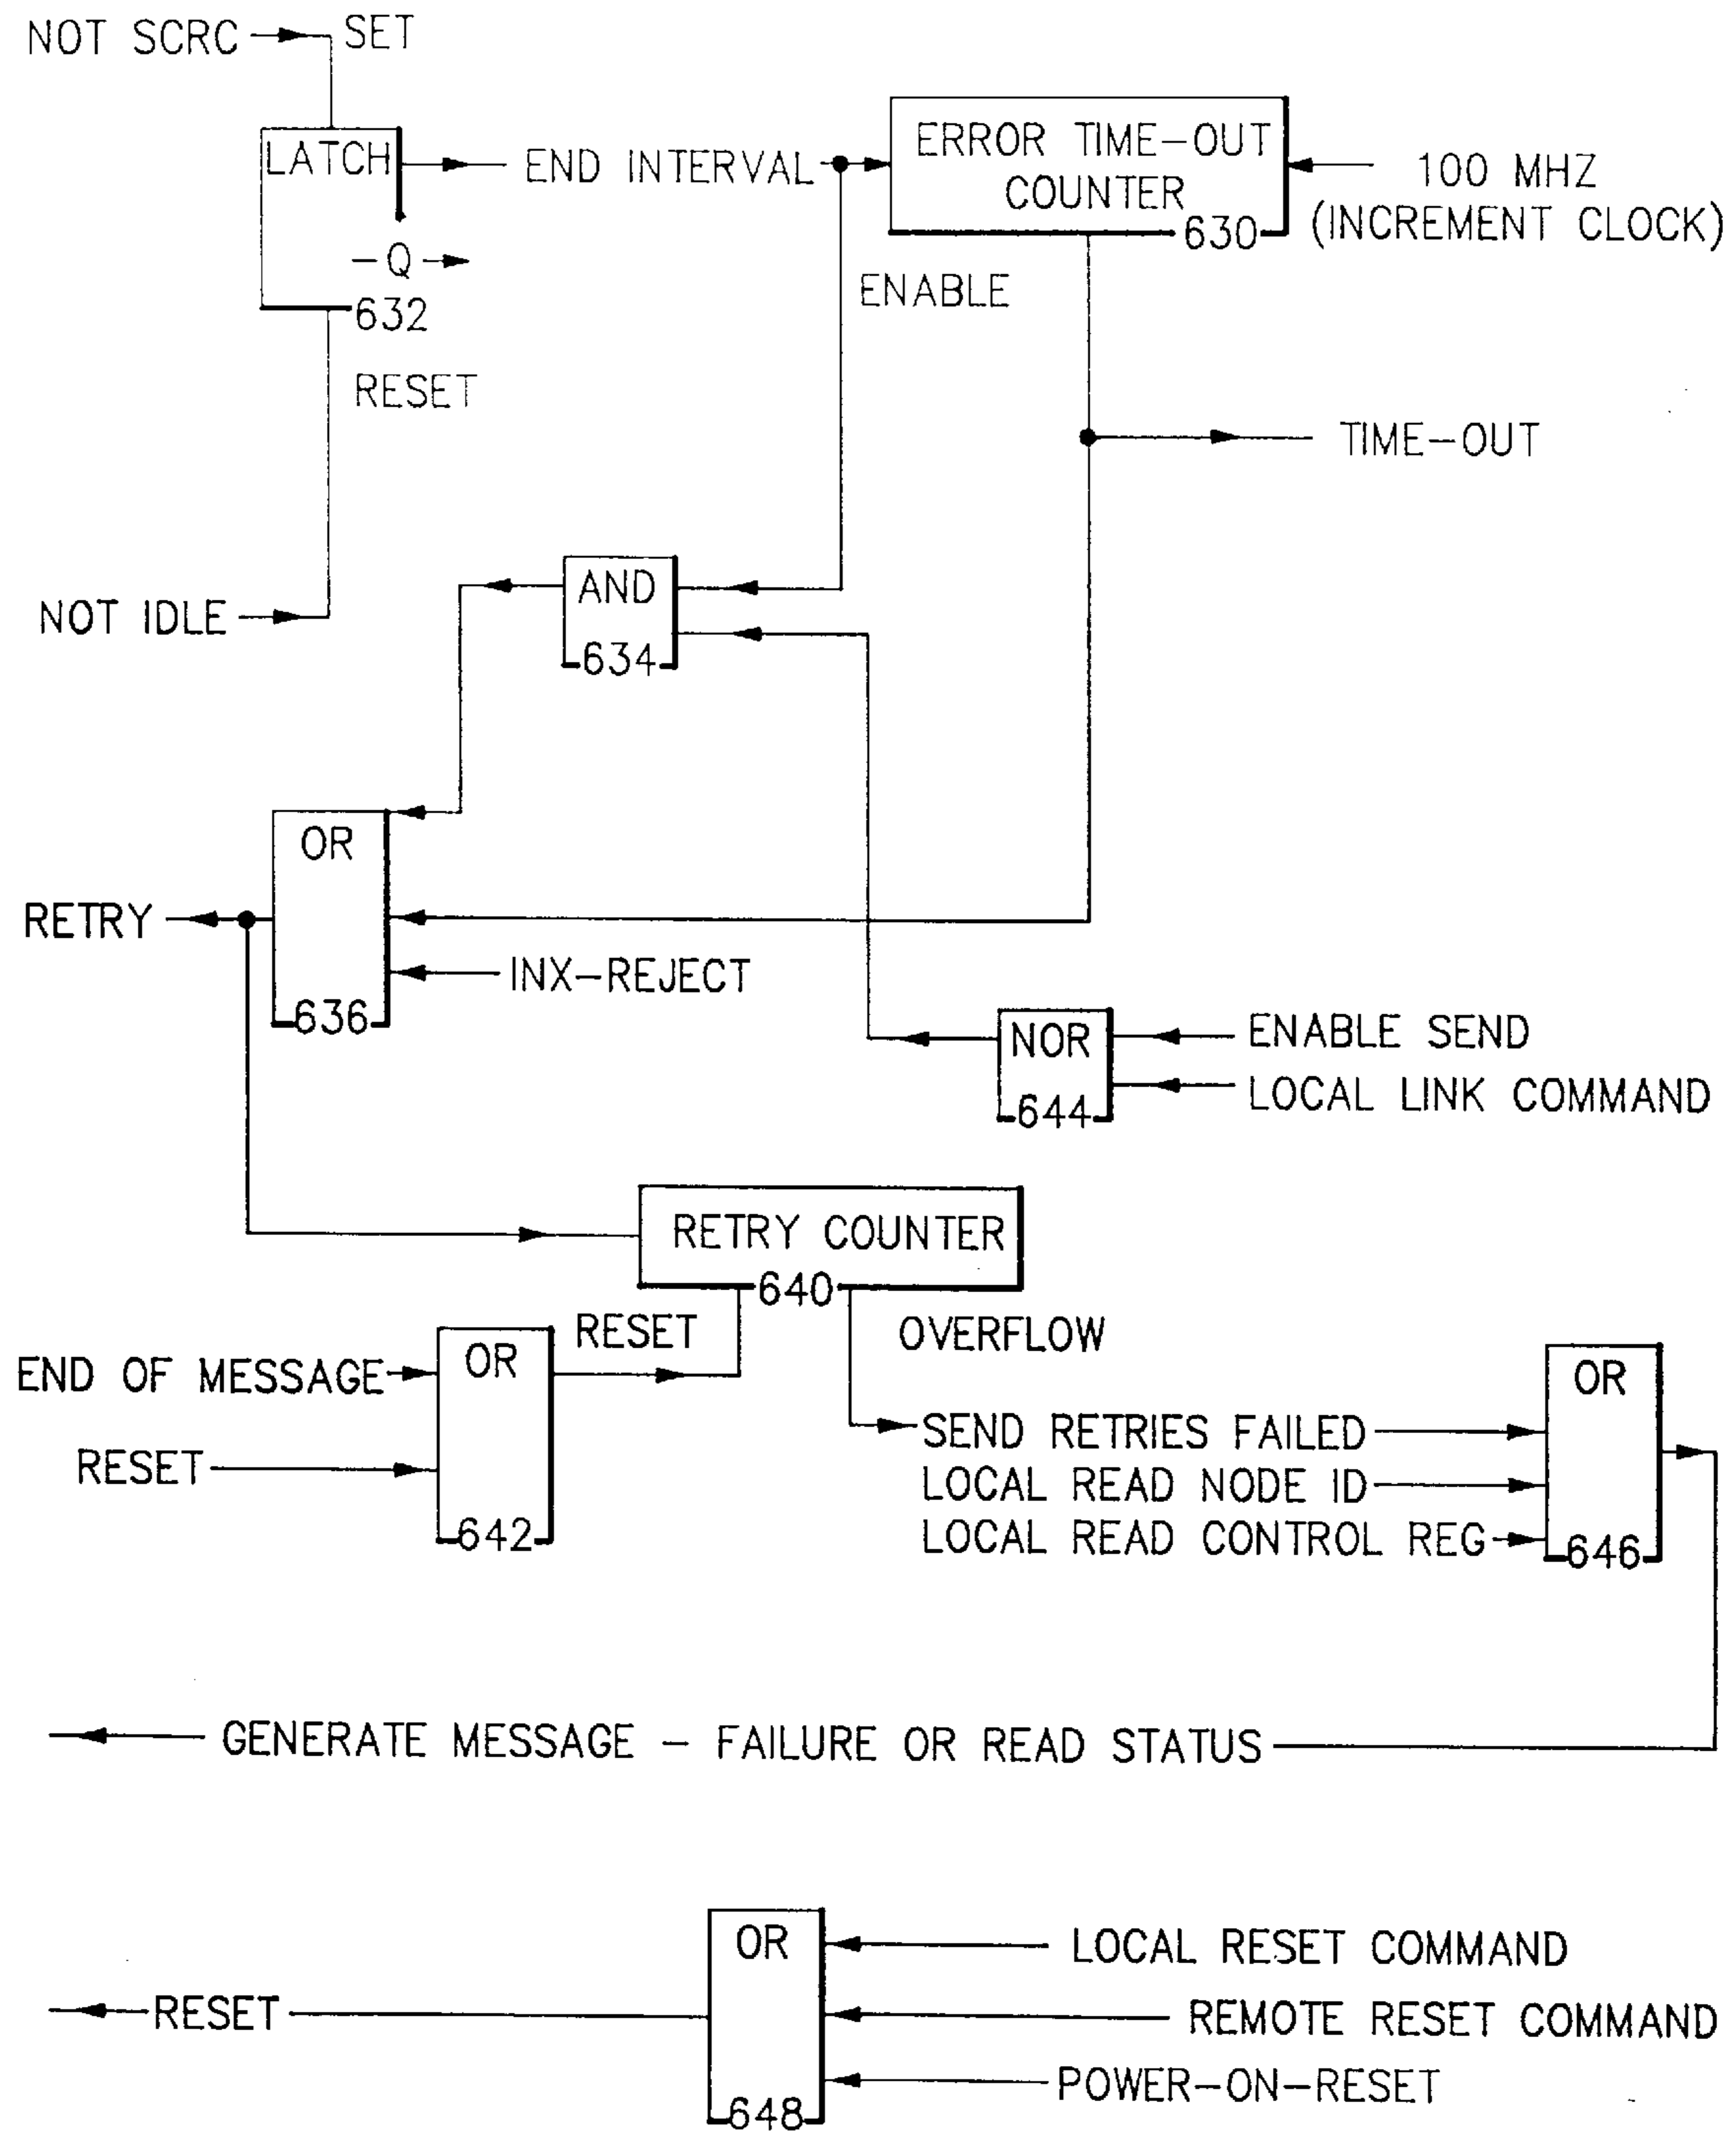 NOT SCRC
SET
LATCH
-Q
632
RESET
END INTERVAL
ERROR TIME-OUT
COUNTER
630
100 MHZ
(INCREMENT CLOCK)
ENABLE
TIME-OUT
NOT IDLE
AND
634
OR
636
RETRY
INX-REJECT
NOR
644
ENABLE SEND
LOCAL LINK COMMAND
RETRY COUNTER
640
RESET
OVERFLOW
END OF MESSAGE
RESET
OR
642
SEND RETRIES FAILED
LOCAL READ NODE ID
LOCAL READ CONTROL REG
OR
646
GENERATE MESSAGE - FAILURE OR READ STATUS
RESET
OR
648
LOCAL RESET COMMAND
REMOTE RESET COMMAND
POWER-ON-RESET